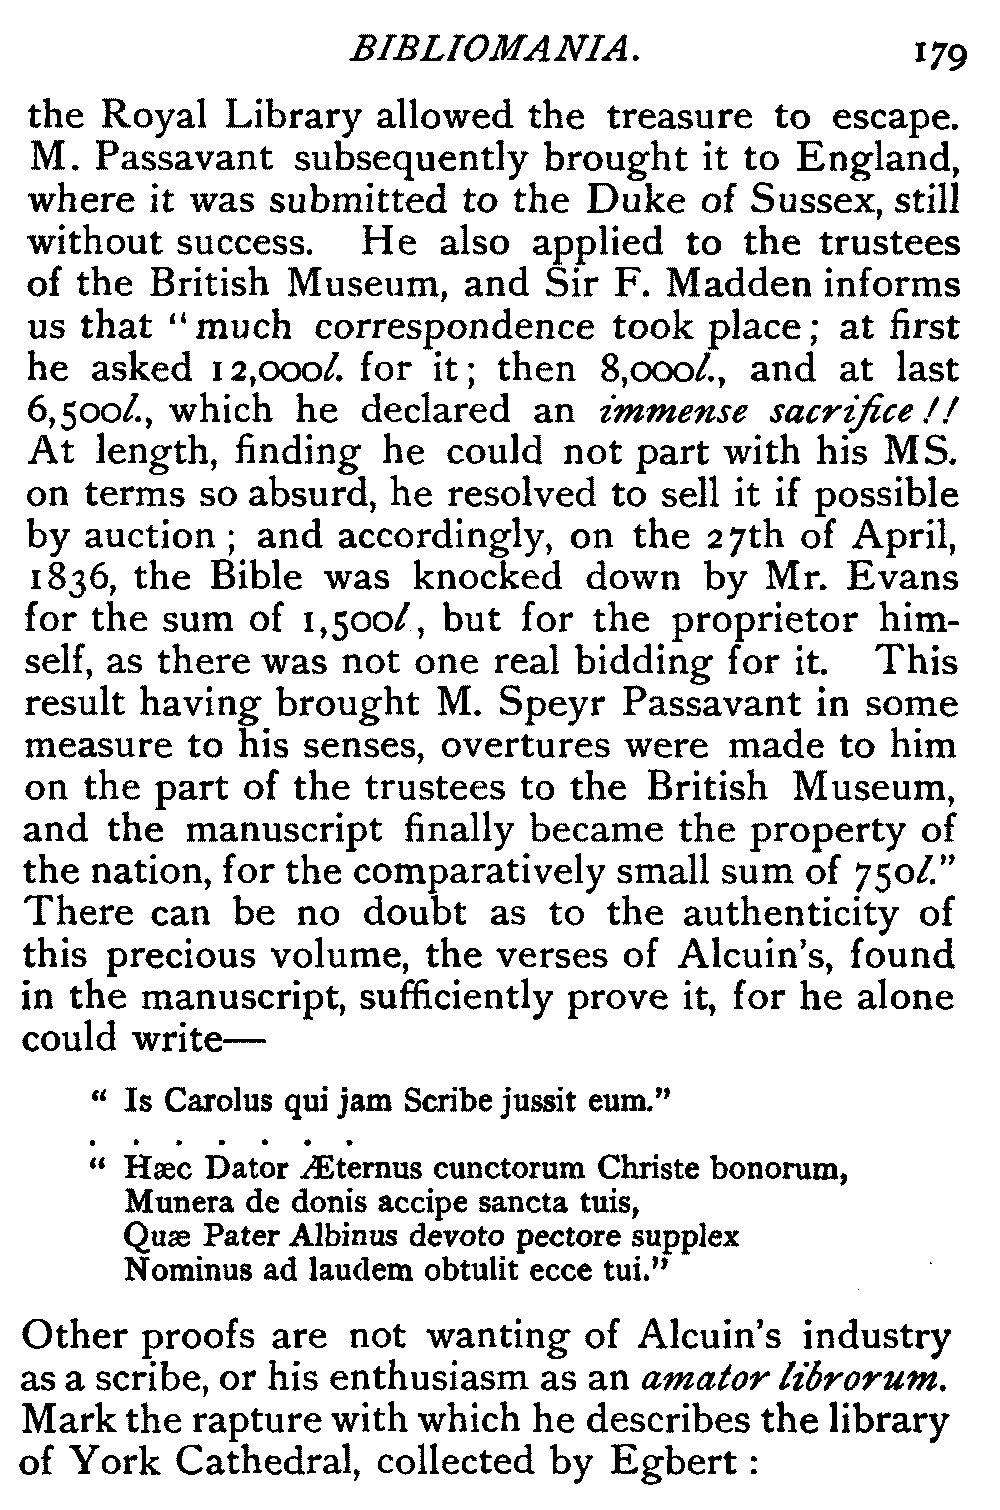 BIBLIOMANIA. 179
the Royal Library allowed the treasure to escape.
M. Passavant subsequently brought it to England,
where it was submitted to the Duke of Sussex, still
without success. He also applied to the trustees
of the British Museum, and Sir F. Madden informs
us that “much correspondence took place; at first
he asked 12,000l. for it; then 8,000l., and at last
6,500l., which he declared an immense sacrifice!!
At length, finding he could not part with his MS.
on terms so absurd, he resolved to sell it if possible
by auction; and accordingly, on the 27th of April,
1836, the Bible was knocked down by Mr. Evans
for the sum of 1,500l, but for the proprietor him-
self, as there was not one real bidding for it. This
result having brought M. Speyr Passavant in some
measure to his senses, overtures were made to him
on the part of the trustees to the British Museum,
and the manuscript finally became the property of
the nation, for the comparatively small sum of 750l.”
There can be no doubt as to the authenticity of
this precious volume, the verses of Alcuin's, found
in the manuscript, sufficiently prove it, for he alone
could write—
“ Is Carolus qui jam Scribe jussit eum.”
. . . . . . .
“ Hæc Dator Æternus cunctorum Christe bonorum,
Munera de donis accipe sancta tuis,
Quæ Pater Albinus devoto pectore supplex
Nominus ad laudem obtulit ecce tui.”
Other proofs are not wanting of Alcuin's industry
as a scribe, or his enthusiasm as an amator librorum.
Mark the rapture with which he describes the library
of York Cathedral, collected by Egbert :